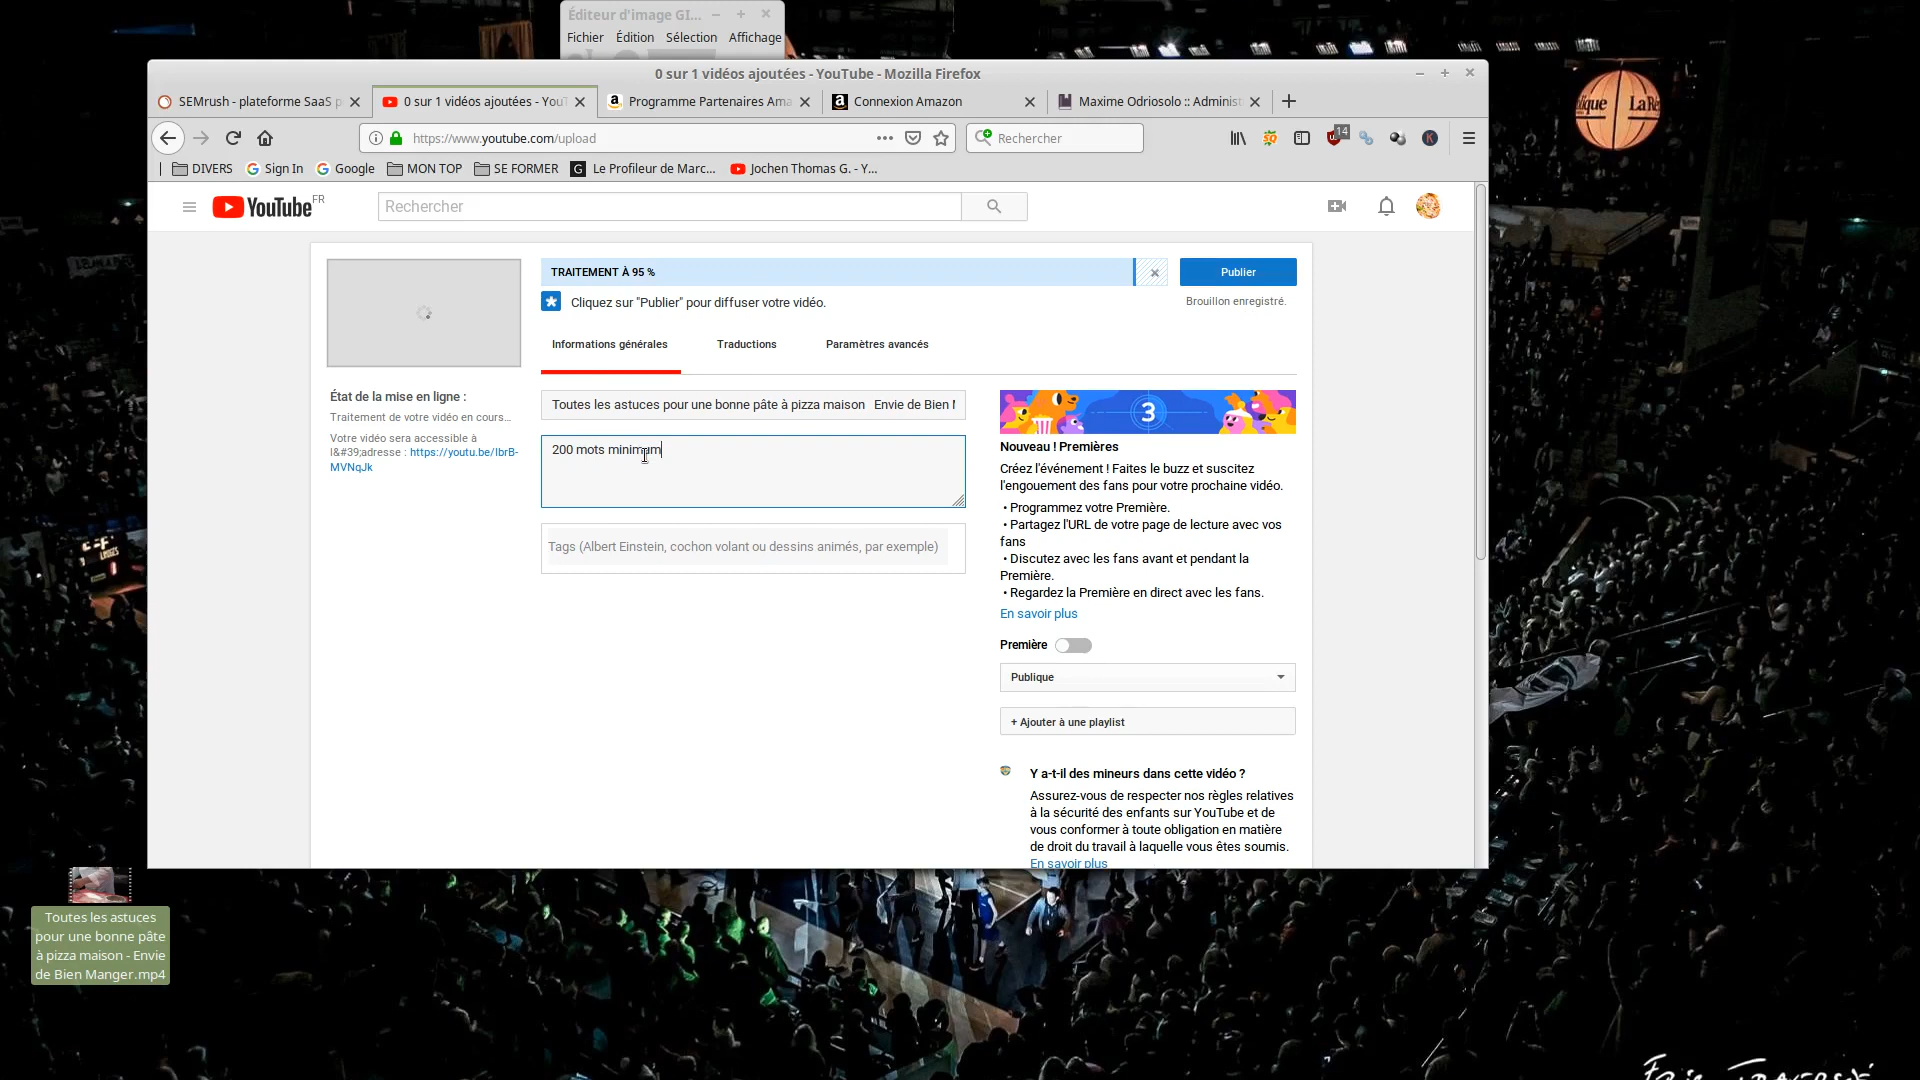 Éditeur d'image GI...
Fichier Édition Sélection Affichage
0 sur 1 vidéos ajoutées - YouTube - Mozilla Firefox
SEMrush - plateforme SaaS p
0 sur 1 vidéos ajoutées - YouT
Programme Partenaires Ama
Connexion Amazon
Maxime Odriosolo :: Administ
https://www.youtube.com/upload
Rechercher
14
DIVERS
Sign In
Google
MON TOP
SE FORMER
Le Profileur de Marc...
Jochen Thomas G. - Y...
YouTube FR
Rechercher
TRAITEMENT À 95 %
Publier
Cliquez sur "Publier" pour diffuser votre vidéo.
Brouillon enregistré.
Informations générales
Traductions
Paramètres avancés
État de la mise en ligne :
Traitement de votre vidéo en cours...
Votre vidéo sera accessible à
l&#39;adresse : https://youtu.be/IbrB-
MVNqJk
Toutes les astuces pour une bonne pâte à pizza maison Envie de Bien M
200 mots minimum
Tags (Albert Einstein, cochon volant ou dessins animés, par exemple)
3
Nouveau ! Premières
Créez l'événement ! Faites le buzz et suscitez
l'engouement des fans pour votre prochaine vidéo.
• Programmez votre Première.
• Partagez l'URL de votre page de lecture avec vos
fans
• Discutez avec les fans avant et pendant la
Première.
• Regardez la Première en direct avec les fans.
En savoir plus
Première
Publique
+ Ajouter à une playlist
Y a-t-il des mineurs dans cette vidéo ?
Assurez-vous de respecter nos règles relatives
à la sécurité des enfants sur YouTube et de
vous conformer à toute obligation en matière
de droit du travail à laquelle vous êtes soumis.
En savoir plus
Toutes les astuces
pour une bonne pâte
à pizza maison - Envie
de Bien Manger.mp4